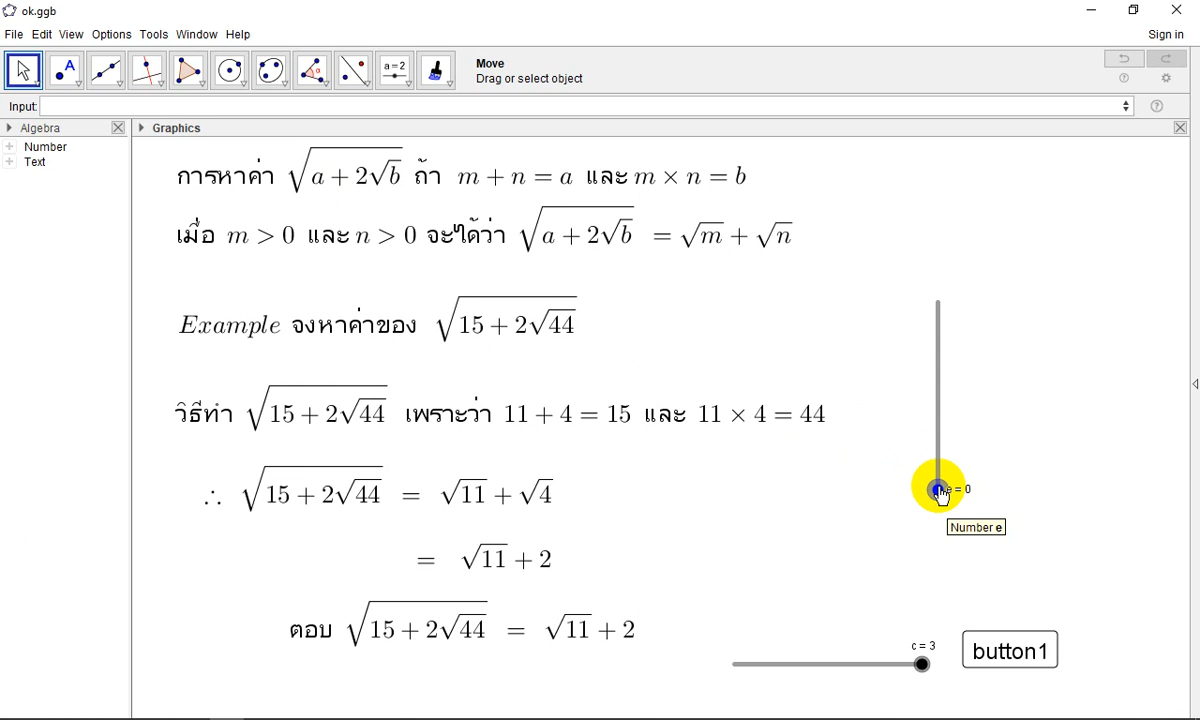 ok.ggb
File Edit View Options Tools Window Help
Sign in
A
a = 2
Move
Drag or select object
Input:
Algebra
Graphics
Number
Text
การหาค่า √(a + 2√b) ถ้า m + n = a และ m × n = b
เมื่อ m > 0 และ n > 0 จะได้ว่า √(a + 2√b) = √m + √n
Example จงหาค่าของ √(15 + 2√44)
วิธีทำ √(15 + 2√44) เพราะว่า 11 + 4 = 15 และ 11 × 4 = 44
∴ √(15 + 2√44) = √11 + √4
= √11 + 2
ตอบ √(15 + 2√44) = √11 + 2
e = 0
Number e
c = 3
button1